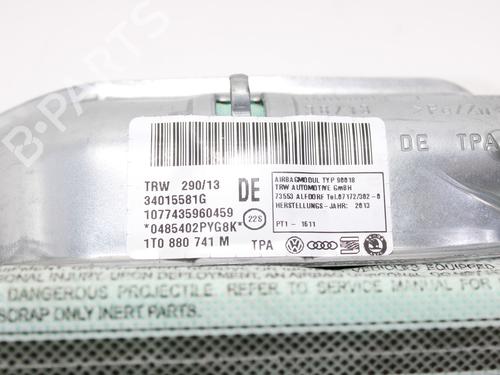 B-PARTS
DE TPA
TRW 290/13
34015581G
1077435960459
*0485402PYG8K*
1T0 880 741 M
DE
22S
TPA
AIRBAGMODUL TYP 90018
TRW AUTOMOTIVE GmbH
73553 ALFDORF Tel.07172/302-0
HERSTELLUNGS-JAHR: 2013
PT1 - 1611
DANGEROUS PROJECTILE. REFER TO SERVICE MANUAL FOR
SCRAP ONLY INERT PARTS.